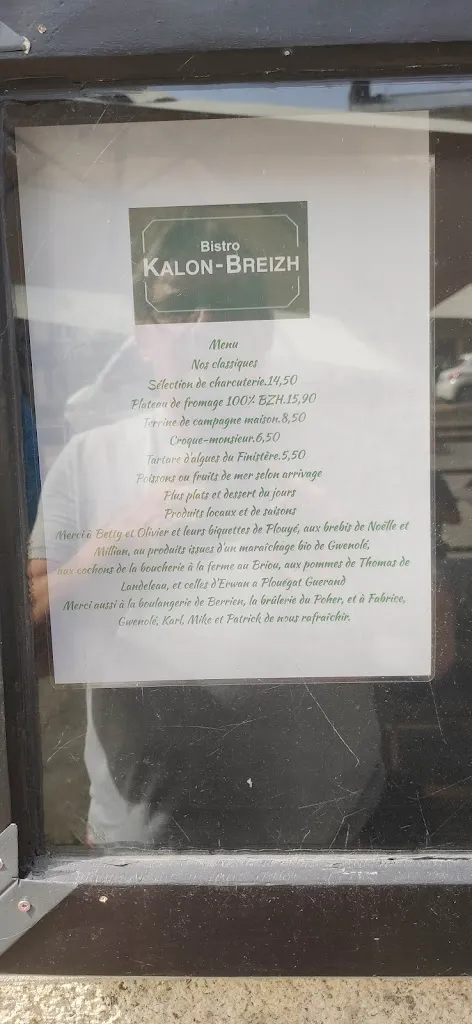 Bistro
KALON-BREIZH
Menu
Nos classiques
Sélection de charcuterie.14,50
Plateau de fromage 100% BZH.15,90
Terrine de campagne maison.8,50
Croque-monsieur.6,50
Tartare d'algues du Finistère.5,50
Poissons ou fruits de mer selon arrivage
Plus plats et dessert du jours
Produits locaux et de saisons
Merci à Betty et Olivier et leurs biquettes de Plouyé, aux brebis de Noëlle et
Millian, au produits issues d'un maraichage bio de Gwenolé,
aux cochons de la boucherie à la ferme au Briou, aux pommes de Thomas de
Landeleau, et celles d'Erwan a Plouégat Guerand
Merci aussi à la boulangerie de Berrien, la brûlerie du Poher, et à Fabrice,
Gwenolé, Karl, Mike et Patrick de nous rafraichir.